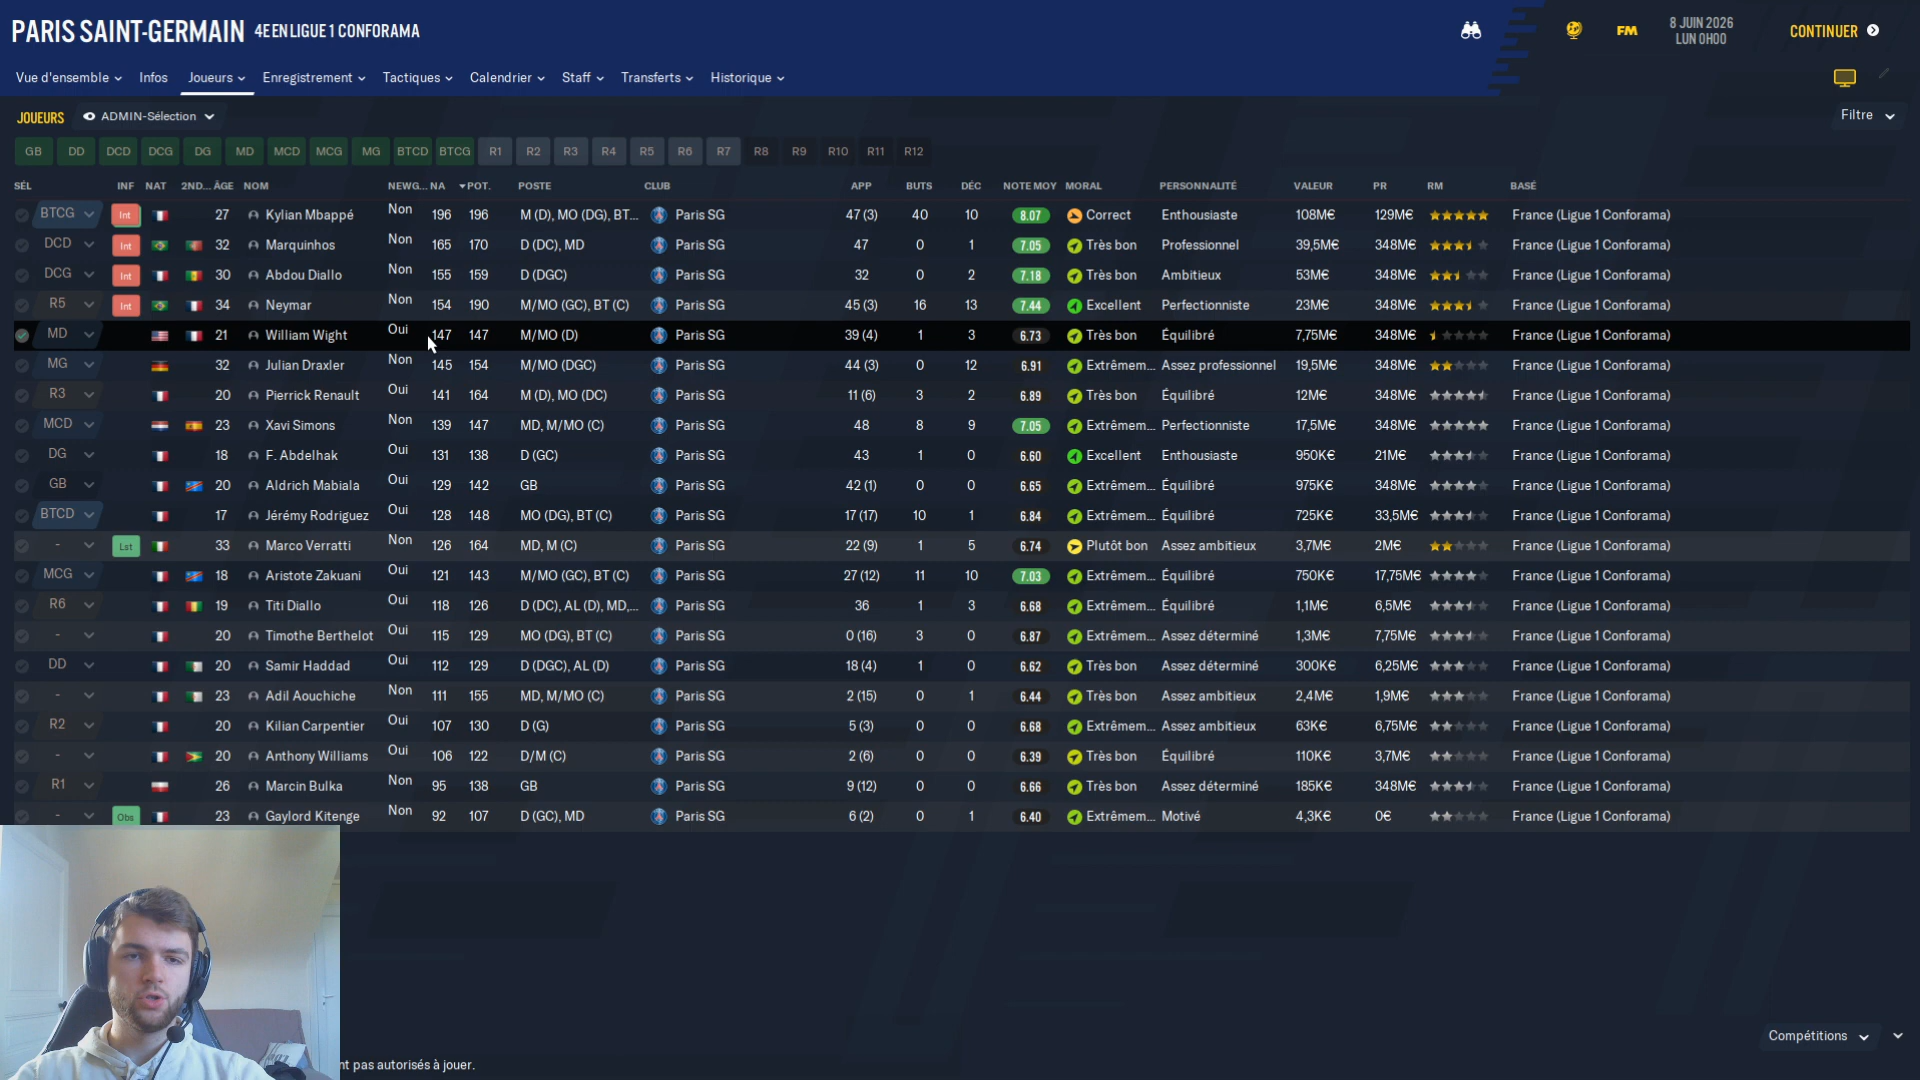 PARIS SAINT-GERMAIN 4E EN LIGUE 1 CONFORAMA FM 8 JUIN 2026 LUN 0H00 CONTINUER
Vue d'ensemble Infos Joueurs Enregistrement Tactiques Calendrier Staff Transferts Historique
JOUEURS ADMIN-Sélection Filtre
GB DD DCD DCG DG MD MCD MCG MG BTCD BTCG R1 R2 R3 R4 R5 R6 R7 R8 R9 R10 R11 R12
SÉL INF NAT 2ND... ÂGE NOM NEWG... NA POT. POSTE CLUB APP BUTS DÉC NOTE MOY MORAL PERSONNALITÉ VALEUR PR RM BASÉ
BTCG Int 27 Kylian Mbappé Non 196 196 M (D), MO (DG), BT... Paris SG 47 (3) 40 10 8.07 Correct Enthousiaste 108M€ 129M€ France (Ligue 1 Conforama)
DCD Int 32 Marquinhos Non 165 170 D (DC), MD Paris SG 47 0 1 7.05 Très bon Professionnel 39,5M€ 348M€ France (Ligue 1 Conforama)
DCG Int 30 Abdou Diallo Non 155 159 D (DGC) Paris SG 32 0 2 7.18 Très bon Ambitieux 53M€ 348M€ France (Ligue 1 Conforama)
R5 Int 34 Neymar Non 154 190 M/MO (GC), BT (C) Paris SG 45 (3) 16 13 7.44 Excellent Perfectionniste 23M€ 348M€ France (Ligue 1 Conforama)
MD 21 William Wight Oui 147 147 M/MO (D) Paris SG 39 (4) 1 3 6.73 Très bon Équilibré 7,75M€ 348M€ France (Ligue 1 Conforama)
MG 32 Julian Draxler Non 145 154 M/MO (DGC) Paris SG 44 (3) 0 12 6.91 Extrêmem... Assez professionnel 19,5M€ 348M€ France (Ligue 1 Conforama)
R3 20 Pierrick Renault Oui 141 164 M (D), MO (DC) Paris SG 11 (6) 3 2 6.89 Très bon Équilibré 12M€ 348M€ France (Ligue 1 Conforama)
MCD 23 Xavi Simons Non 139 147 MD, M/MO (C) Paris SG 48 8 9 7.05 Extrêmem... Perfectionniste 17,5M€ 348M€ France (Ligue 1 Conforama)
DG 18 F. Abdelhak Oui 131 138 D (GC) Paris SG 43 1 0 6.60 Excellent Enthousiaste 950K€ 21M€ France (Ligue 1 Conforama)
GB 20 Aldrich Mabiala Oui 129 142 GB Paris SG 42 (1) 0 0 6.65 Extrêmem... Équilibré 975K€ 348M€ France (Ligue 1 Conforama)
BTCD 17 Jérémy Rodriguez Oui 128 148 MO (DG), BT (C) Paris SG 17 (17) 10 1 6.84 Extrêmem... Équilibré 725K€ 33,5M€ France (Ligue 1 Conforama)
- Lst 33 Marco Verratti Non 126 164 MD, M (C) Paris SG 22 (9) 1 5 6.74 Plutôt bon Assez ambitieux 3,7M€ 2M€ France (Ligue 1 Conforama)
MCG 18 Aristote Zakuani Oui 121 143 M/MO (GC), BT (C) Paris SG 27 (12) 11 10 7.03 Extrêmem... Équilibré 750K€ 17,75M€ France (Ligue 1 Conforama)
R6 19 Titi Diallo Oui 118 126 D (DC), AL (D), MD,... Paris SG 36 1 3 6.68 Extrêmem... Équilibré 1,1M€ 6,5M€ France (Ligue 1 Conforama)
- 20 Timothe Berthelot Oui 115 129 MO (DG), BT (C) Paris SG 0 (16) 3 0 6.87 Extrêmem... Assez déterminé 1,3M€ 7,75M€ France (Ligue 1 Conforama)
DD 20 Samir Haddad Oui 112 129 D (DGC), AL (D) Paris SG 18 (4) 1 0 6.62 Très bon Assez déterminé 300K€ 6,25M€ France (Ligue 1 Conforama)
- 23 Adil Aouchiche Non 111 155 MD, M/MO (C) Paris SG 2 (15) 0 1 6.44 Très bon Assez ambitieux 2,4M€ 1,9M€ France (Ligue 1 Conforama)
R2 20 Kilian Carpentier Oui 107 130 D (G) Paris SG 5 (3) 0 0 6.68 Extrêmem... Assez ambitieux 63K€ 6,75M€ France (Ligue 1 Conforama)
- 20 Anthony Williams Oui 106 122 D/M (C) Paris SG 2 (6) 0 0 6.39 Très bon Équilibré 110K€ 3,7M€ France (Ligue 1 Conforama)
R1 26 Marcin Bulka Non 95 138 GB Paris SG 9 (12) 0 0 6.66 Très bon Assez déterminé 185K€ 348M€ France (Ligue 1 Conforama)
- Obs 23 Gaylord Kitenge Non 92 107 D (GC), MD Paris SG 6 (2) 0 1 6.40 Extrêmem... Motivé 4,3K€ 0€ France (Ligue 1 Conforama)
Compétitions
nt pas autorisés à jouer.